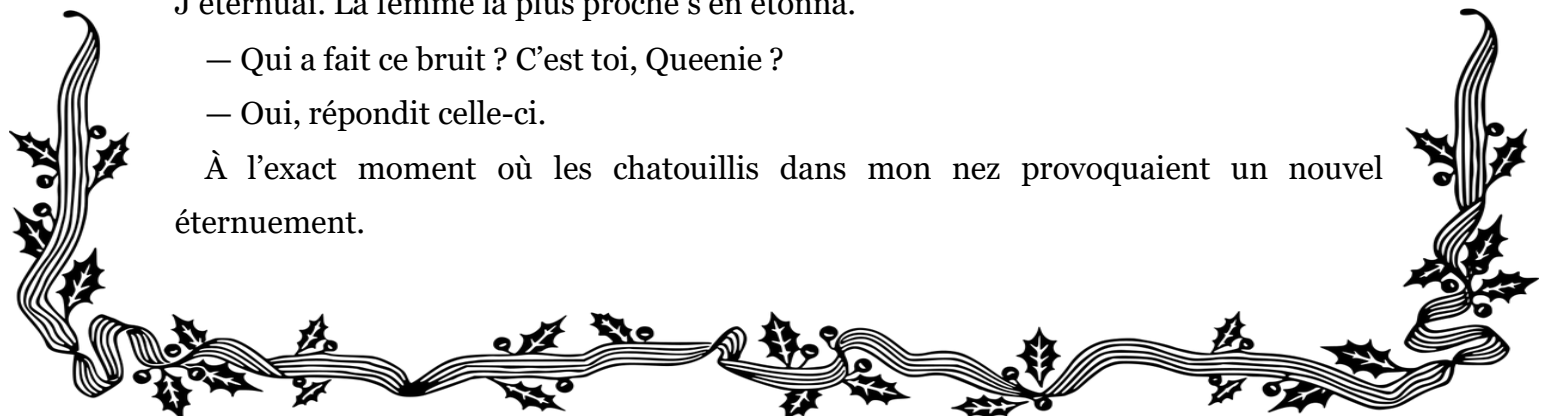 J’éternuai. La femme la plus proche s’en étonna.
— Qui a fait ce bruit ? C’est toi, Queenie ?
— Oui, répondit celle-ci.
À l’exact moment où les chatouillis dans mon nez provoquaient un nouvel
éternuement.